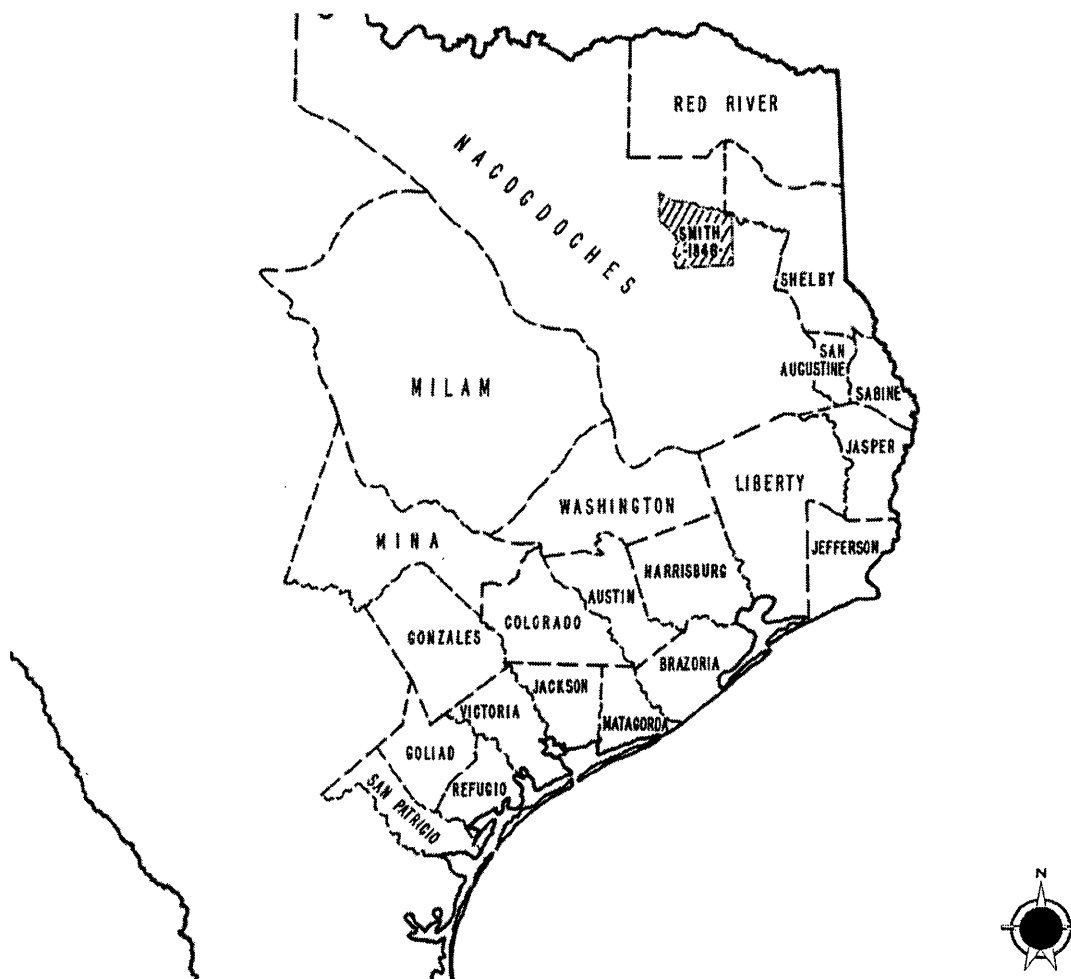 RED RIVER
NACOGDOCHES
SMITH
-1846-
SHELBY
SAN
AUGUSTINE
SABINE
MILAM
JASPER
LIBERTY
WASHINGTON
MINA
JEFFERSON
HARRISBURG
AUSTIN
COLORADO
GONZALES
BRAZORIA
JACKSON
VICTORIA
MATAGORDA
GOLIAD
REFUGIO
SAN PATRICIO
N